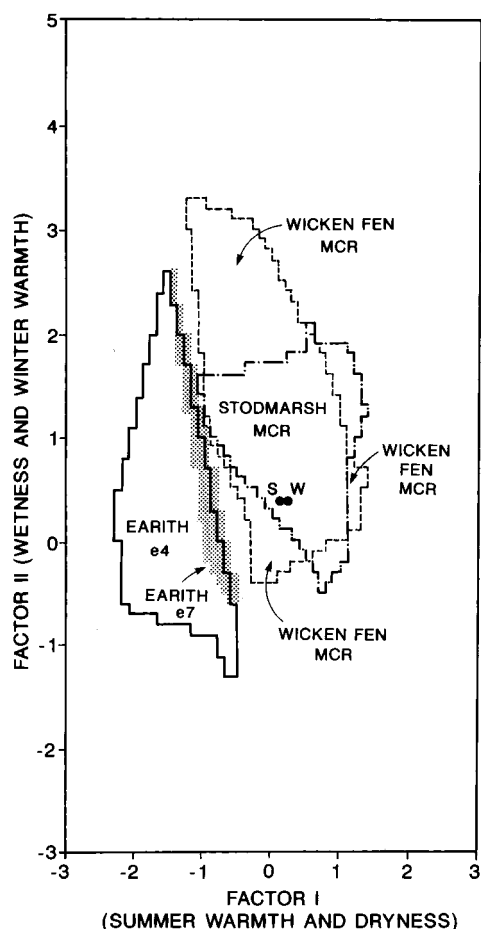 FACTOR II (WETNESS AND WINTER WARMTH)
5
4
3
2
1
0
-1
-2
-3
WICKEN FEN
MCR
STODMARSH
MCR
WICKEN
FEN
MCR
S W
EARITH
e4
EARITH
e7
WICKEN FEN
MCR
-3 -2 -1 0 1 2 3
FACTOR I
(SUMMER WARMTH AND DRYNESS)